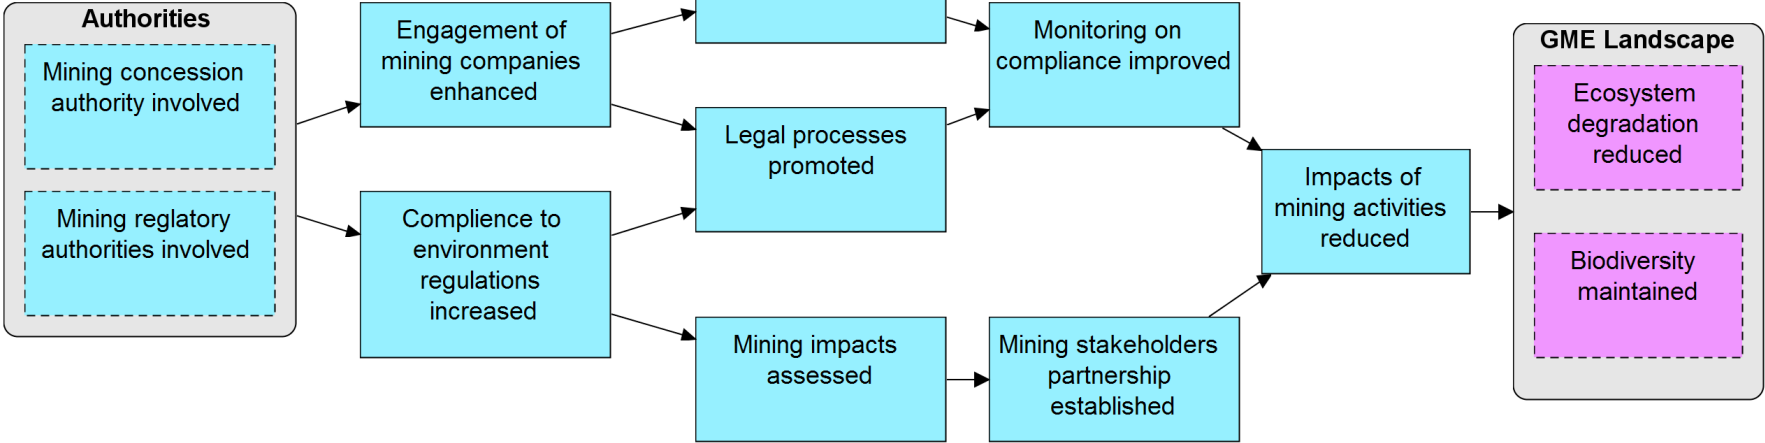 Authorities
Mining concession
authority involved
Mining reglatory
authorities involved
Engagement of
mining companies
enhanced
Complience to
environment
regulations
increased
Legal processes
promoted
Mining impacts
assessed
Monitoring on
compliance improved
Mining stakeholders
partnership
established
Impacts of
mining activities
reduced
GME Landscape
Ecosystem
degradation
reduced
Biodiversity
maintained